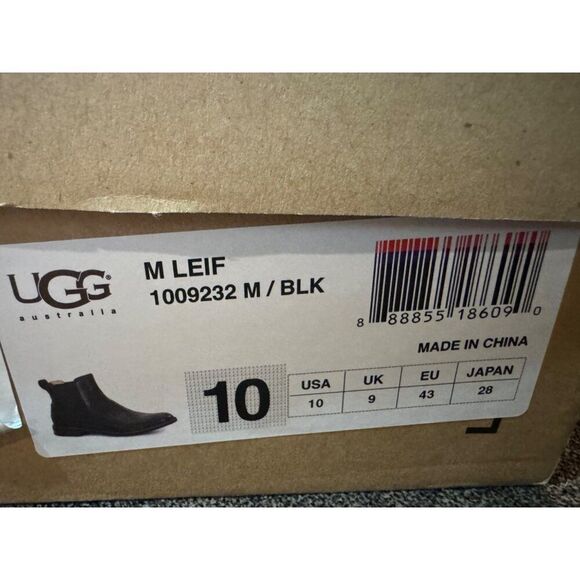 UGG®
australia
M LEIF
1009232 M / BLK
8 88855 18609 0
MADE IN CHINA
10
USA UK EU JAPAN
10 9 43 28